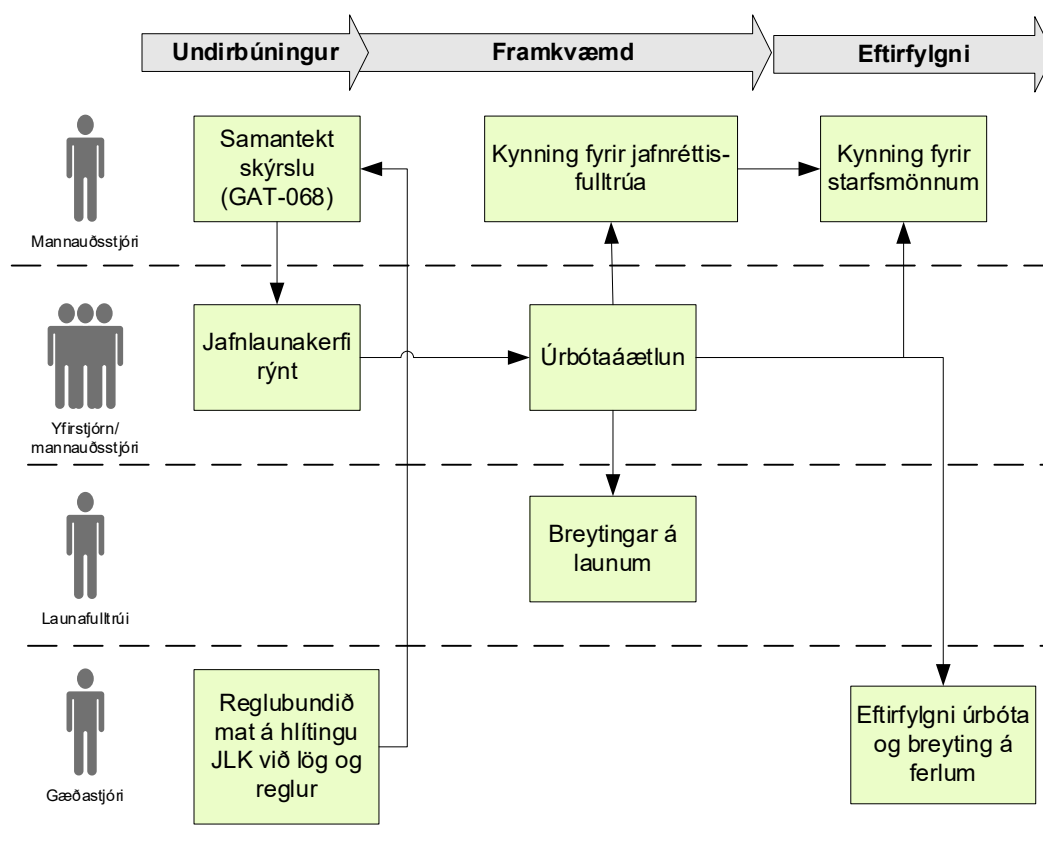 Undirbúningur
Framkvæmd
Eftirfylgni
Mannauðsstjóri
Samantekt
skýrslu
(GAT-068)
Kynning fyrir jafnréttis-
fulltrúa
Kynning fyrir
starfsmönnum
Yfirstjórn/
mannauðsstjóri
Jafnlaunakerfi
rýnt
Úrbótaáætlun
Launafulltrúi
Breytingar á
launum
Gæðastjóri
Reglubundið
mat á hlítingu
JLK við lög og
reglur
Eftirfylgni úrbóta
og breyting á
ferlum